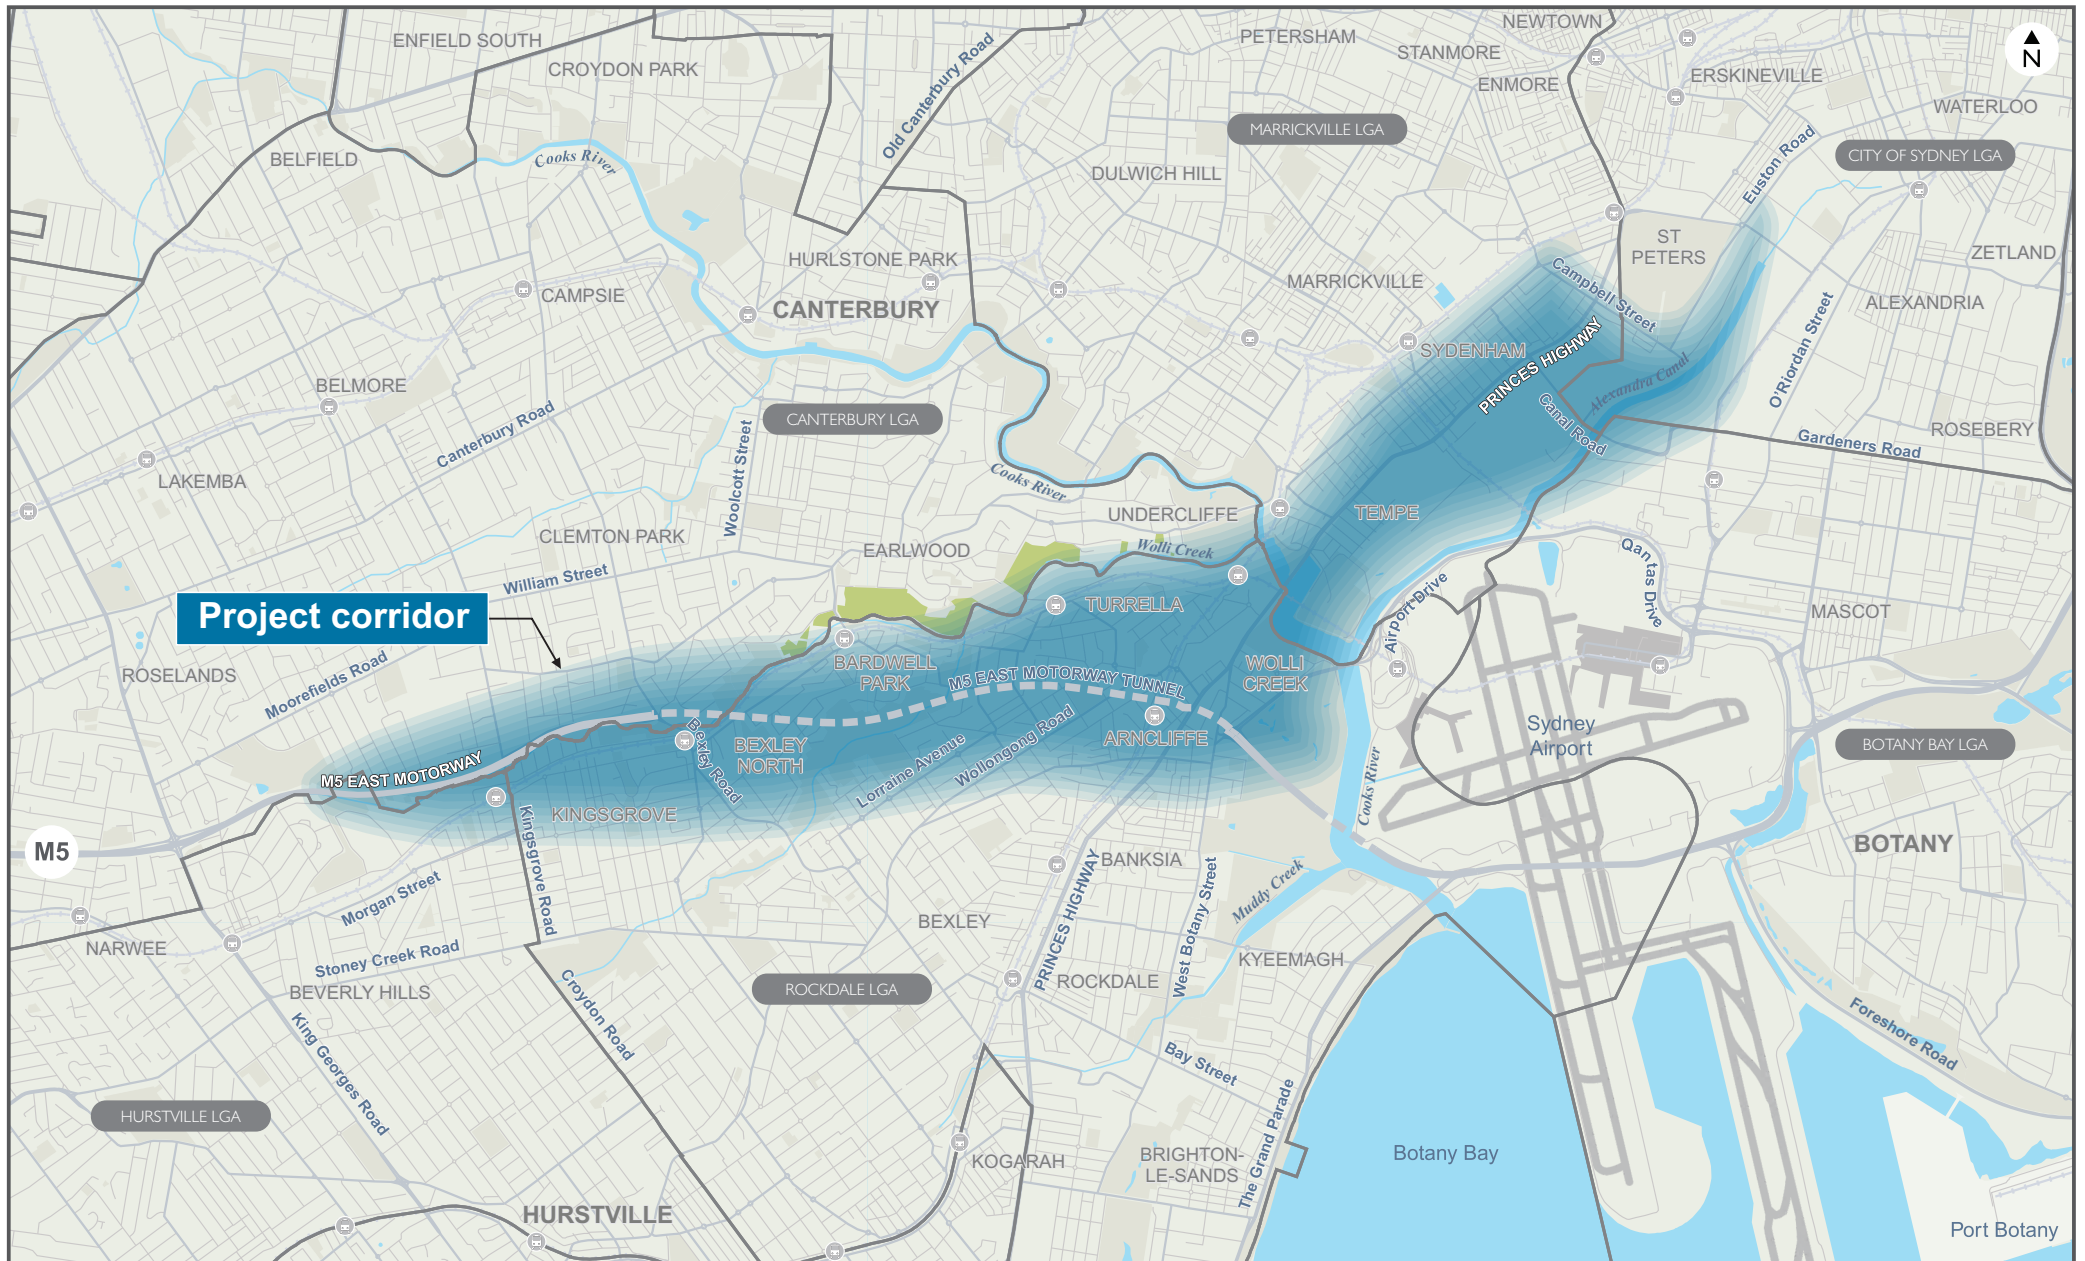 NEWTOWN
ENFIELD SOUTH
PETERSHAM
STANMORE
N
CROYDON PARK
ENMORE
ERSKINEVILLE
Old Canterbury Road
WATERLOO
MARRICKVILLE LGA
CITY OF SYDNEY LGA
BELFIELD
Cooks River
DULWICH HILL
Euston Road
ST
PETERS
ZETLAND
HURLSTONE PARK
MARRICKVILLE
Campbell Street
CAMPSIE
CANTERBURY
ALEXANDRIA
O'Riordan Street
SYDENHAM
PRINCES HIGHWAY
BELMORE
Alexandra Canal
CANTERBURY LGA
Canal Road
Canterbury Road
Woolcott Street
Gardeners Road
ROSEBERY
LAKEMBA
Cooks River
UNDERCLIFFE
TEMPE
CLEMTON PARK
EARLWOOD
Wolli Creek
Qantas Drive
William Street
Airport Drive
Project corridor
TURRELLA
MASCOT
ROSELANDS
Moorefields Road
BARDWELL
PARK
M5 EAST MOTORWAY TUNNEL
WOLLI
CREEK
Sydney
Airport
BEXLEY
NORTH
Bexley Road
Lorraine Avenue
Wollongong Road
ARNCLIFFE
BOTANY BAY LGA
M5 EAST MOTORWAY
Cooks River
KINGSGROVE
Kingsgrove Road
M5
BOTANY
PRINCES HIGHWAY
BANKSIA
West Botany Street
Muddy Creek
Morgan Street
BEXLEY
NARWEE
Stoney Creek Road
KYEEMAGH
BEVERLY HILLS
ROCKDALE LGA
ROCKDALE
Croydon Road
King Georges Road
Foreshore Road
Bay Street
HURSTVILLE LGA
The Grand Parade
KOGARAH
BRIGHTON-
LE-SANDS
Botany Bay
HURSTVILLE
Port Botany